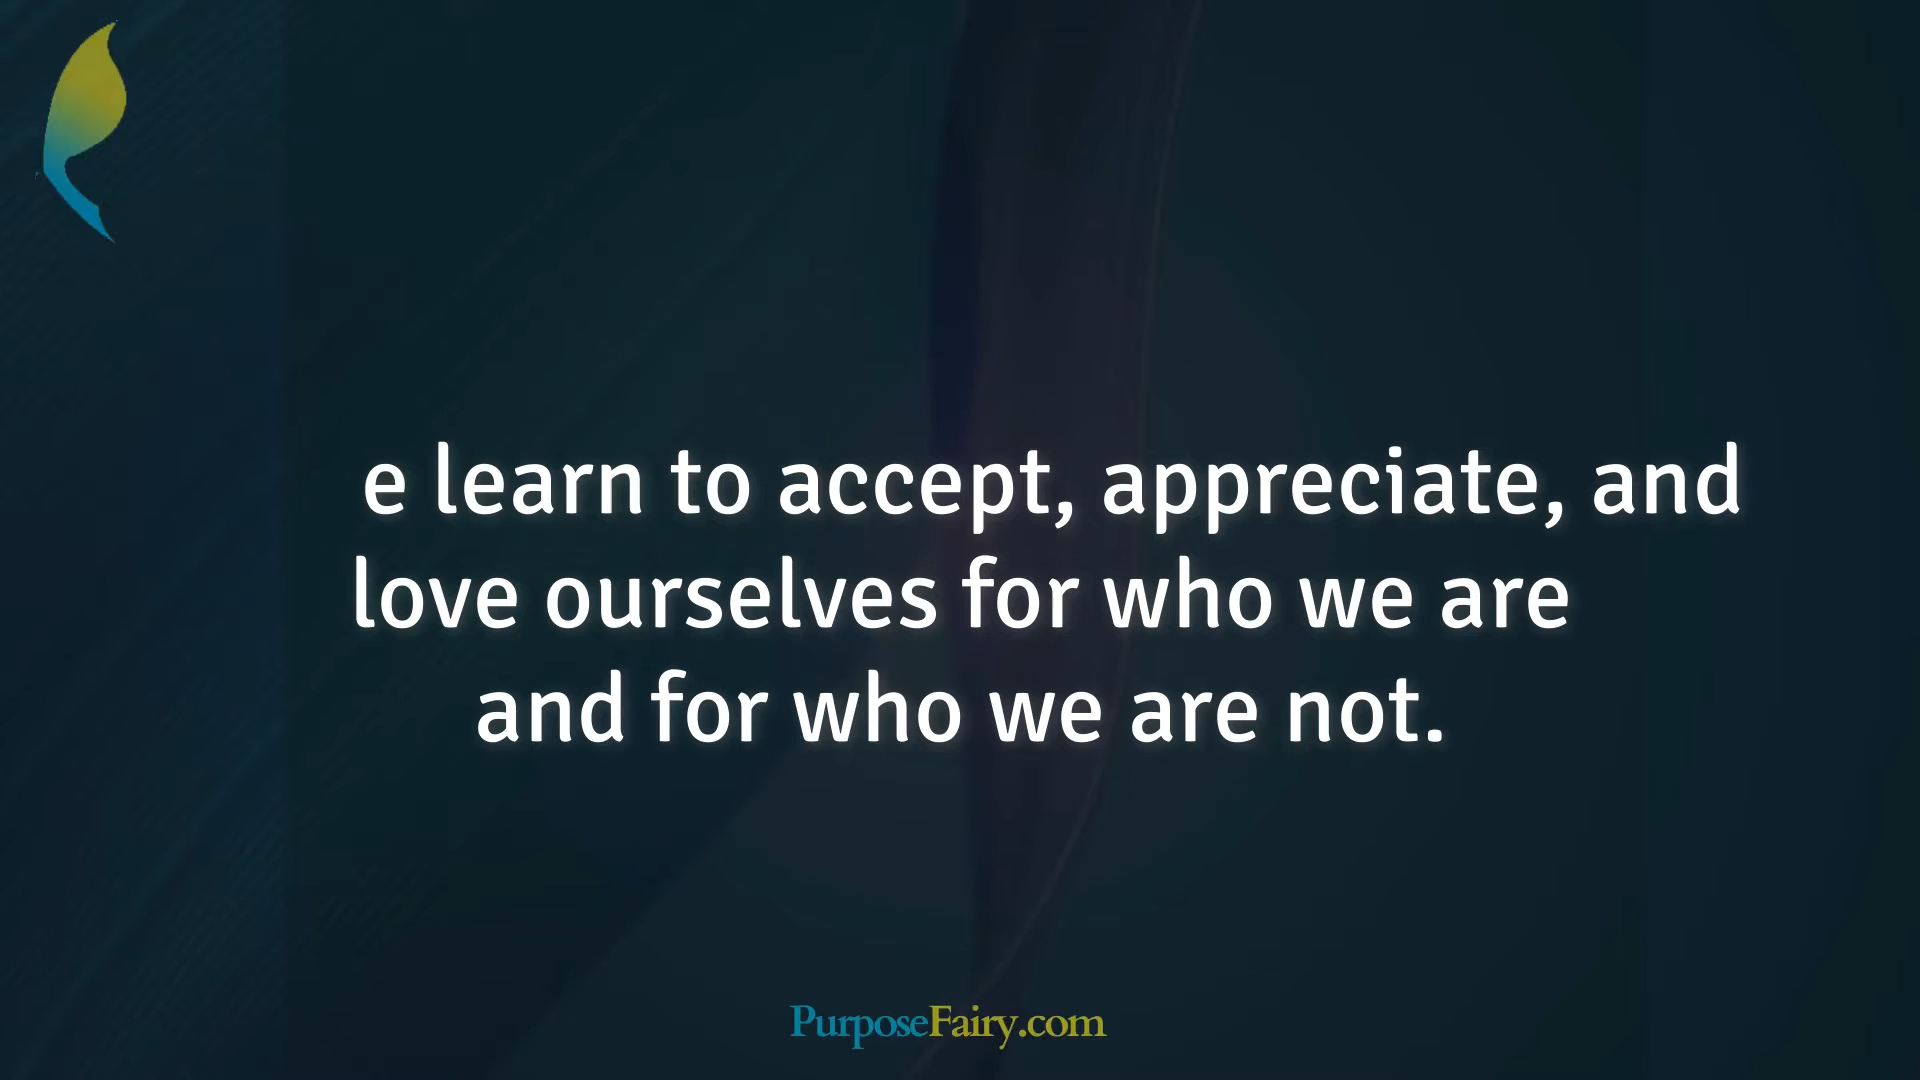 e learn to accept, appreciate, and
love ourselves for who we are
and for who we are not.
PurposeFairy.com